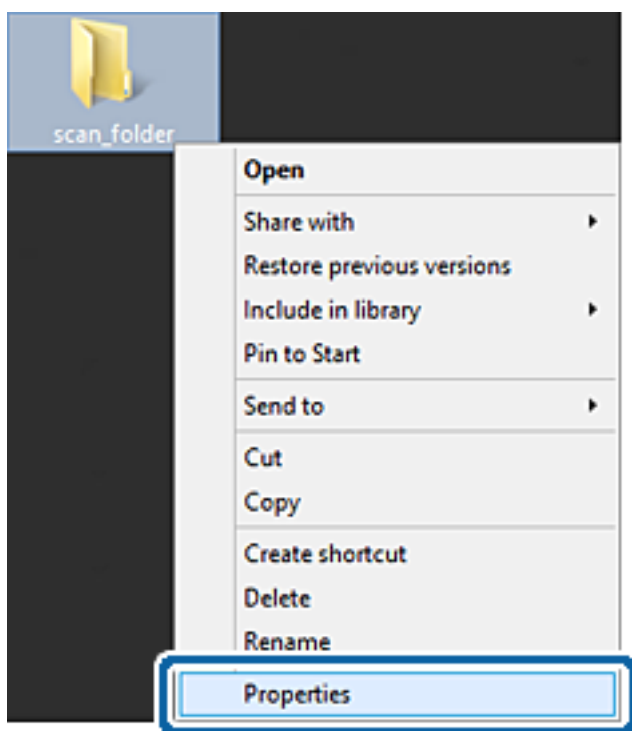 scan_folder
Open
Share with
Restore previous versions
Include in library
Pin to Start
Send to
Cut
Copy
Create shortcut
Delete
Rename
Properties